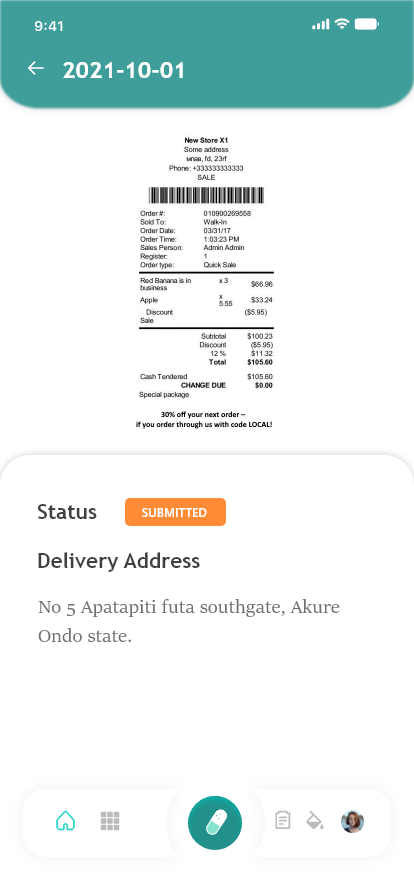 9:41
2021-10-01
New Store X1
Some address
мпав, fd, 23rf
Phone: +333333333333
SALE
Order #: 010900269558
Sold To: Walk-In
Order Date: 03/31/17
Order Time: 1:03:23 PM
Sales Person: Admin Admin
Register: 1
Order type: Quick Sale
Red Banana is in business x 3 $66.96
Apple x 5.55 $33.24
Discount ($5.95)
Sale
Subtotal $100.23
Discount ($5.95)
12 % $11.32
Total $105.60
Cash Tendered $105.60
CHANGE DUE $0.00
Special package
30% off your next order –
if you order through us with code LOCAL!
Status SUBMITTED
Delivery Address
No 5 Apatapiti futa southgate, Akure
Ondo state.